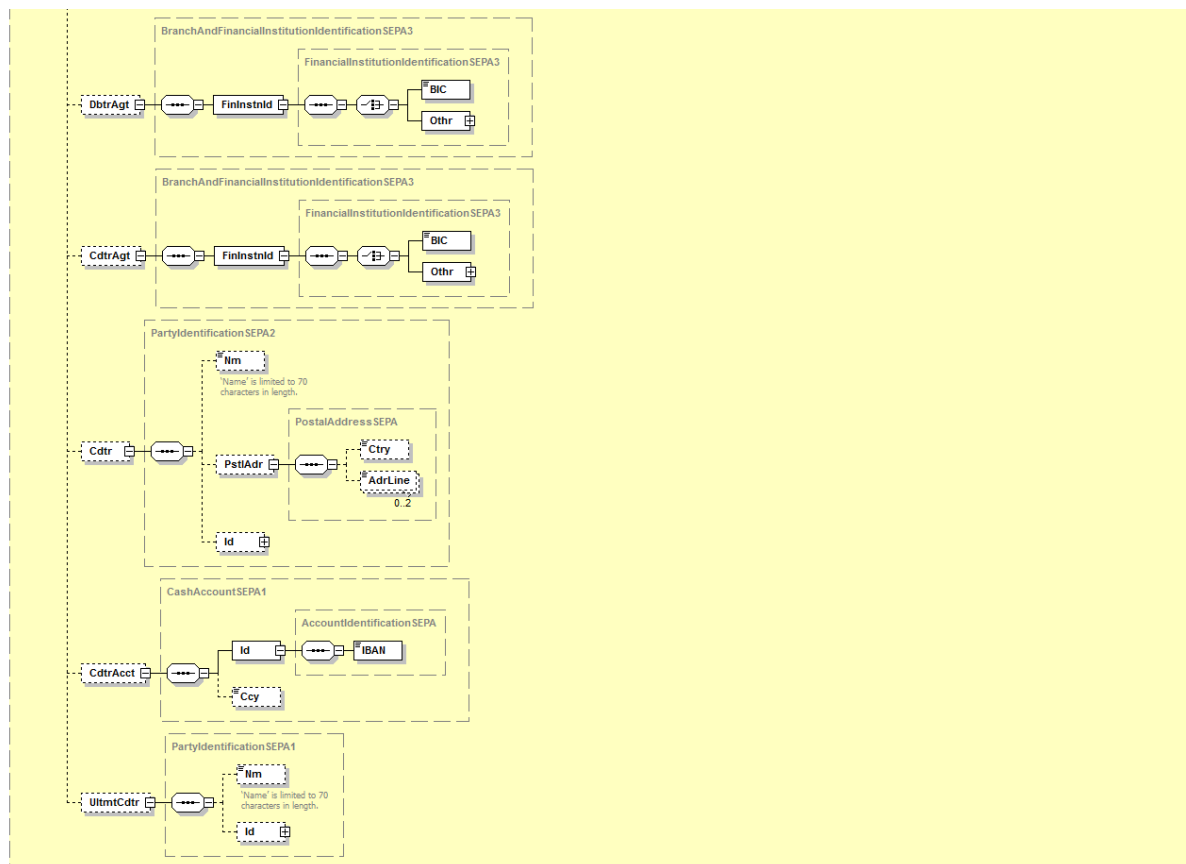 BranchAndFinancialInstitutionIdentificationSEPA3
FinancialInstitutionIdentificationSEPA3
DbtrAgt
FinInstnId
BIC
Othr
BranchAndFinancialInstitutionIdentificationSEPA3
FinancialInstitutionIdentificationSEPA3
CdtrAgt
FinInstnId
BIC
Othr
PartyIdentificationSEPA2
Nm
'Name' is limited to 70
characters in length.
PostalAddressSEPA
Cdtr
PstlAdr
Ctry
AdrLine
0..2
Id
CashAccountSEPA1
AccountIdentificationSEPA
CdtrAcct
Id
IBAN
Ccy
PartyIdentificationSEPA1
UltmtCdtr
Nm
'Name' is limited to 70
characters in length.
Id